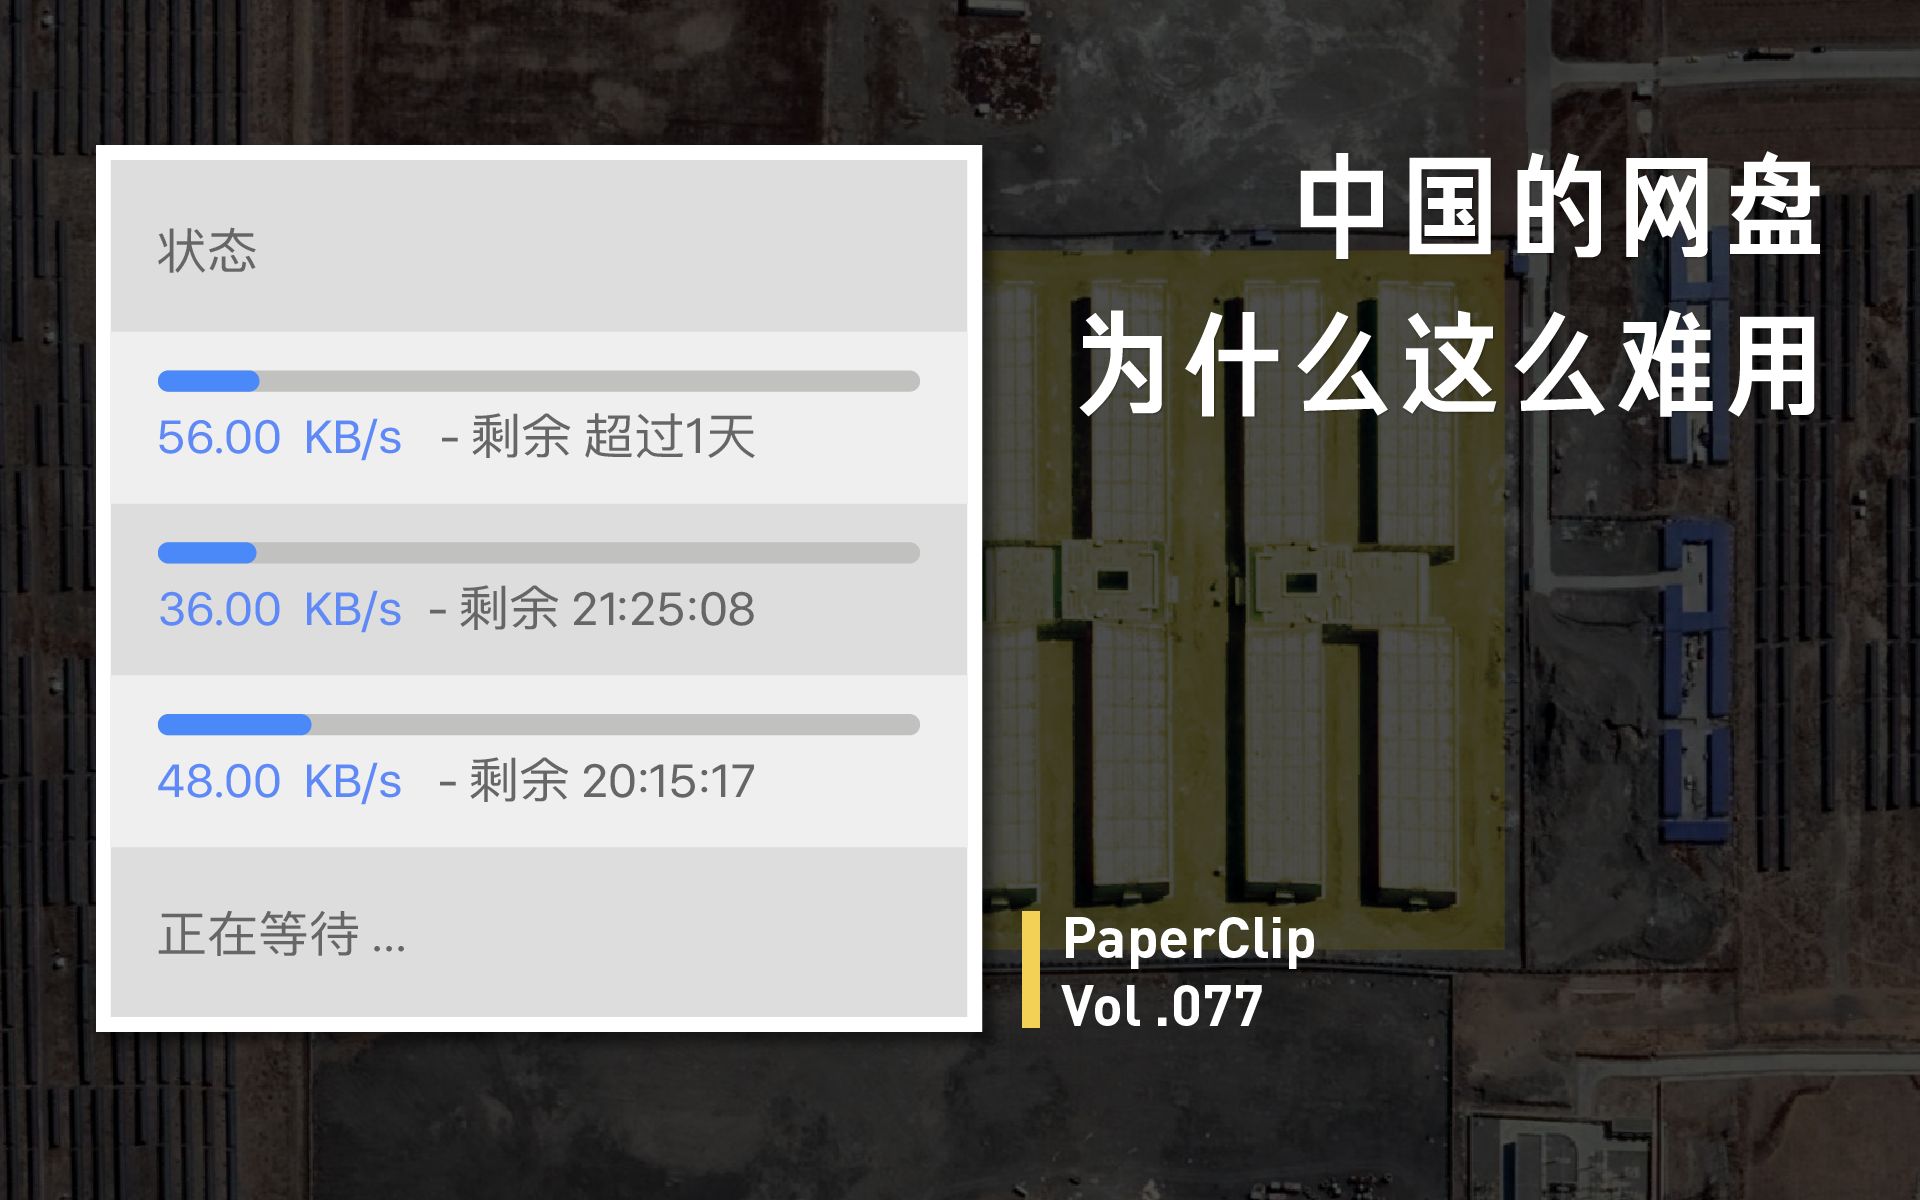 中国的网盘
为什么这么难用
状态
56.00 KB/s - 剩余 超过1天
36.00 KB/s - 剩余 21:25:08
48.00 KB/s - 剩余 20:15:17
正在等待 ...
PaperClip
Vol .077